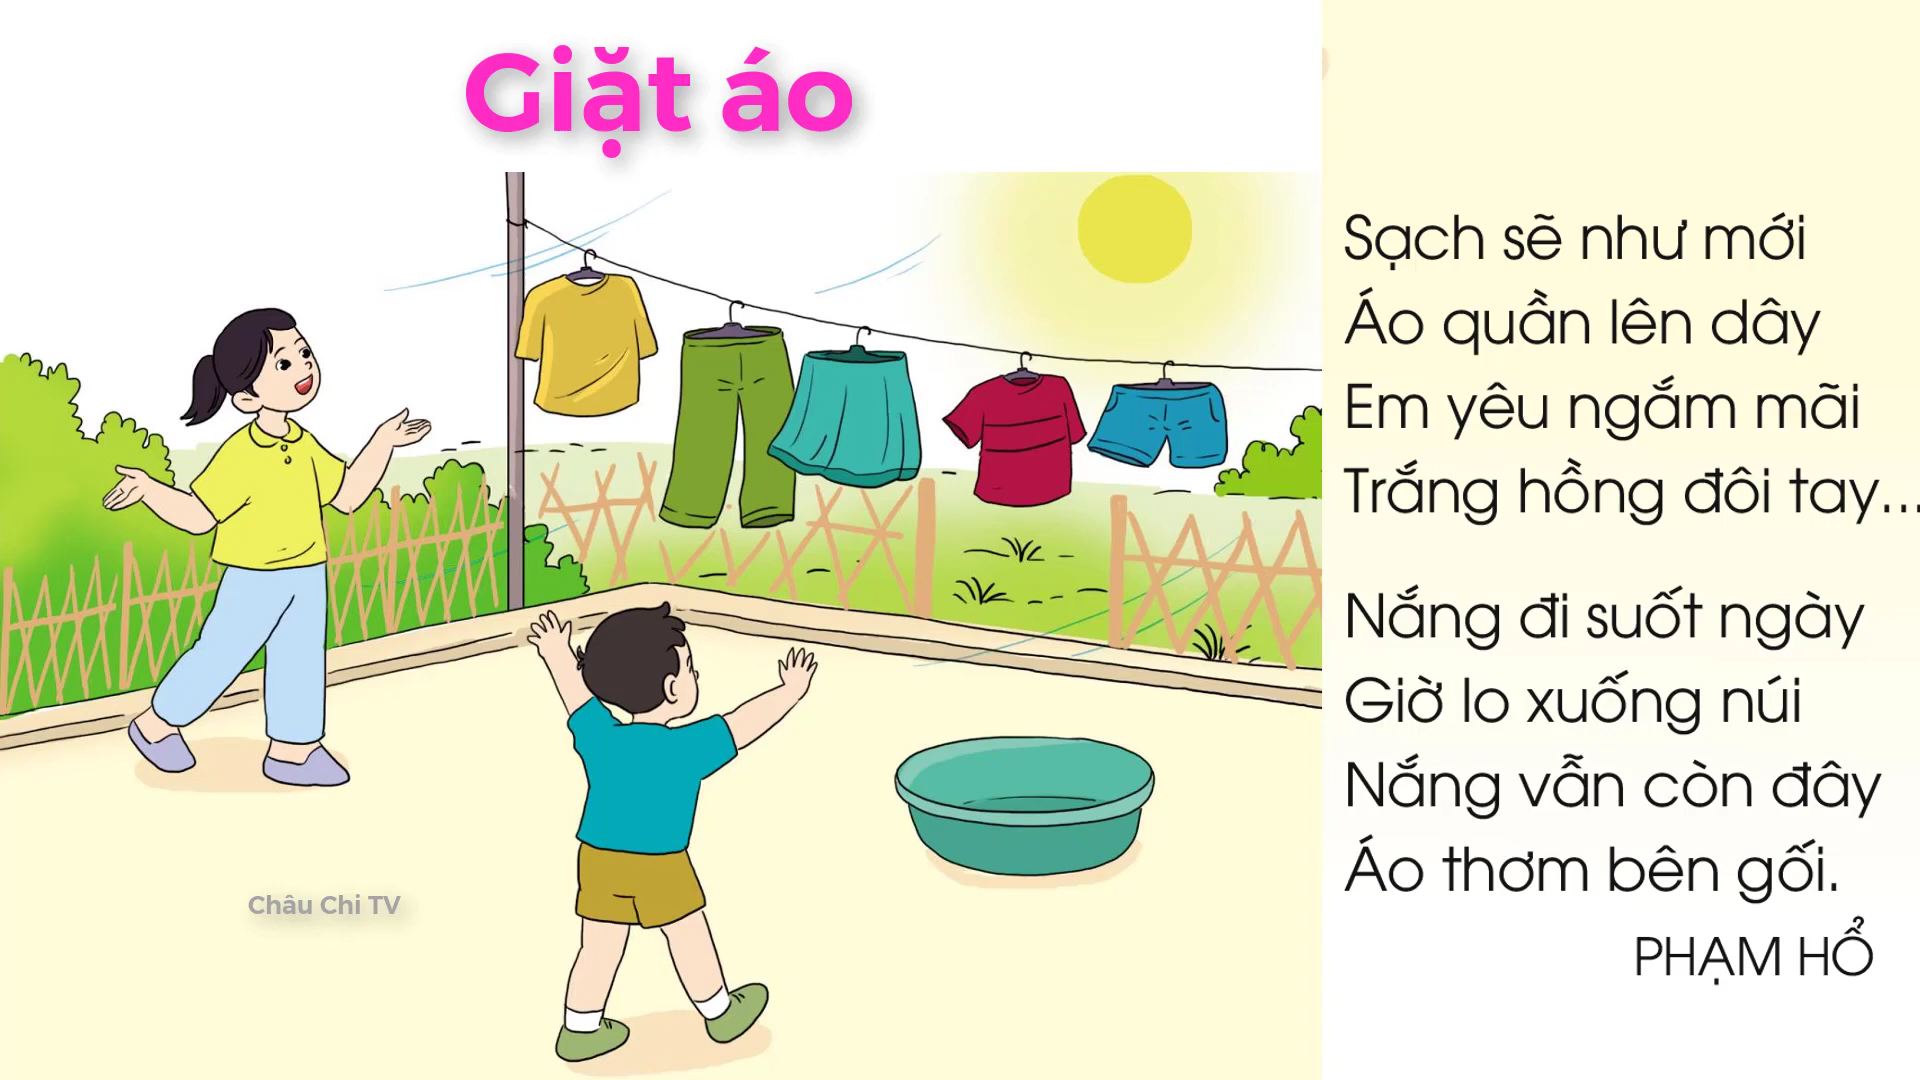 Giặt áo
Sạch sẽ như mới
Áo quần lên dây
Em yêu ngắm mãi
Trắng hồng đôi tay...
Nắng đi suốt ngày
Giờ lo xuống núi
Nắng vẫn còn đây
Áo thơm bên gối.
PHẠM HỔ
Châu Chi TV